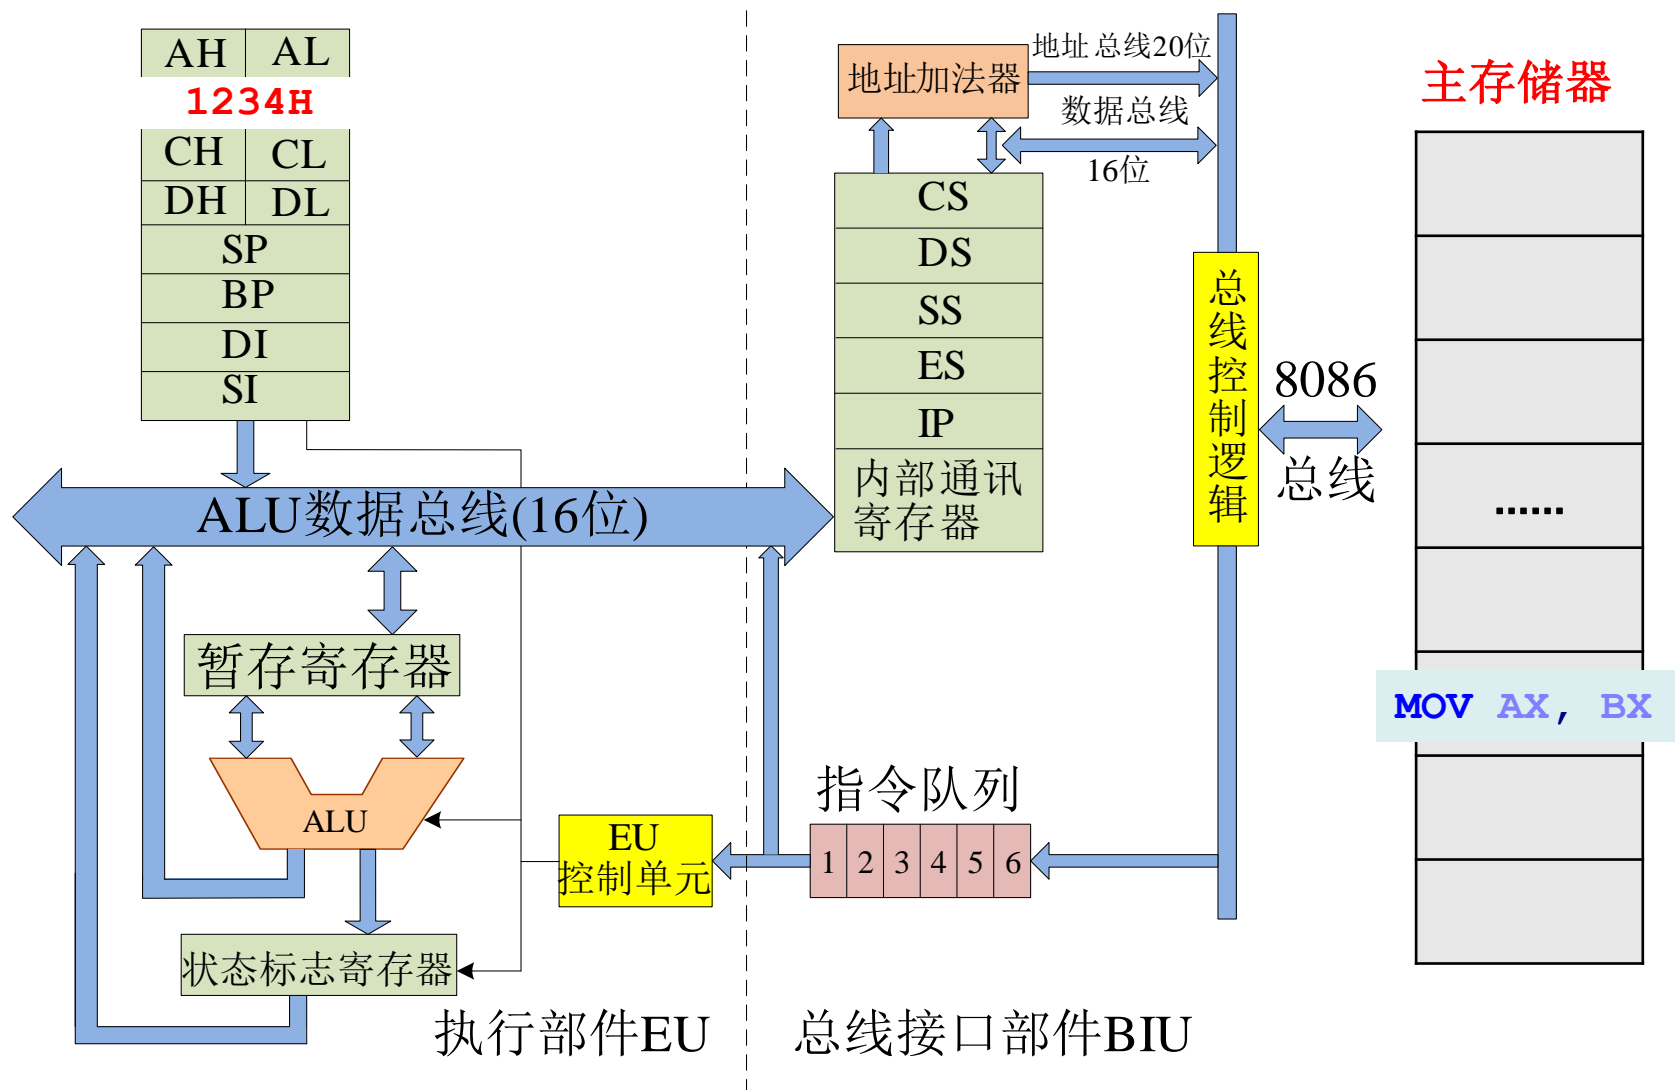 AH AL
1234H
CH CL
DH DL
SP
BP
DI
SI
ALU数据总线(16位)
暂存寄存器
ALU
状态标志寄存器
EU
控制单元
执行部件EU
地址加法器
地址总线20位
数据总线
16位
CS
DS
SS
ES
IP
内部通讯
寄存器
总线控制逻辑
8086
总线
指令队列
1 2 3 4 5 6
总线接口部件BIU
主存储器
......
MOV AX, BX